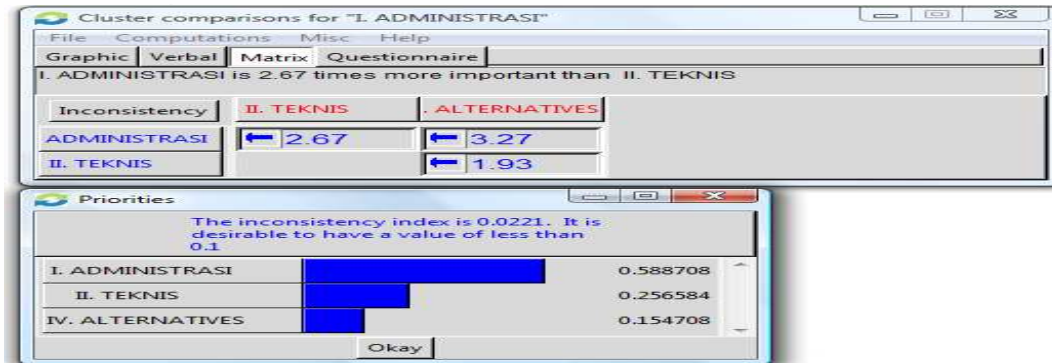 Cluster comparisons for "I. ADMINISTRASI"
File Computations Misc Help
Graphic Verbal Matrix Questionnaire
I. ADMINISTRASI is 2.67 times more important than II. TEKNIS
Inconsistency II. TEKNIS . ALTERNATIVES
ADMINISTRASI 2.67 3.27
II. TEKNIS 1.93
Priorities
The inconsistency index is 0.0221. It is
desirable to have a value of less than
0.1
I. ADMINISTRASI 0.588708
II. TEKNIS 0.256584
IV. ALTERNATIVES 0.154708
Okay